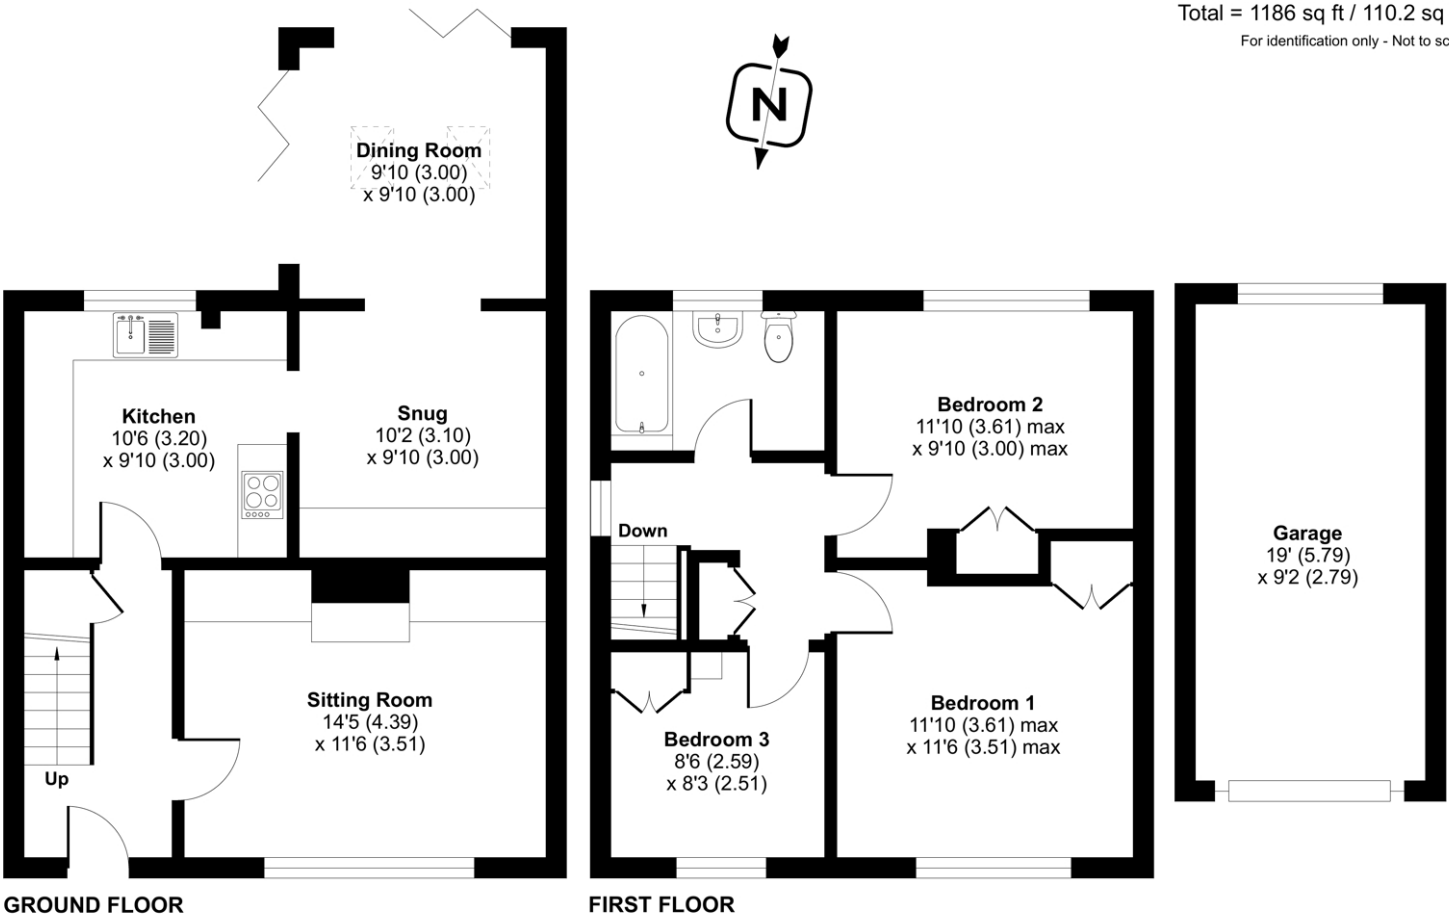 Total = 1186 sq ft / 110.2 sq
For identification only - Not to sc
N
Dining Room
9'10 (3.00)
x 9'10 (3.00)
Kitchen
10'6 (3.20)
x 9'10 (3.00)
Snug
10'2 (3.10)
x 9'10 (3.00)
Sitting Room
14'5 (4.39)
x 11'6 (3.51)
Up
GROUND FLOOR
Bedroom 2
11'10 (3.61) max
x 9'10 (3.00) max
Down
Bedroom 1
11'10 (3.61) max
x 11'6 (3.51) max
Bedroom 3
8'6 (2.59)
x 8'3 (2.51)
FIRST FLOOR
Garage
19' (5.79)
x 9'2 (2.79)